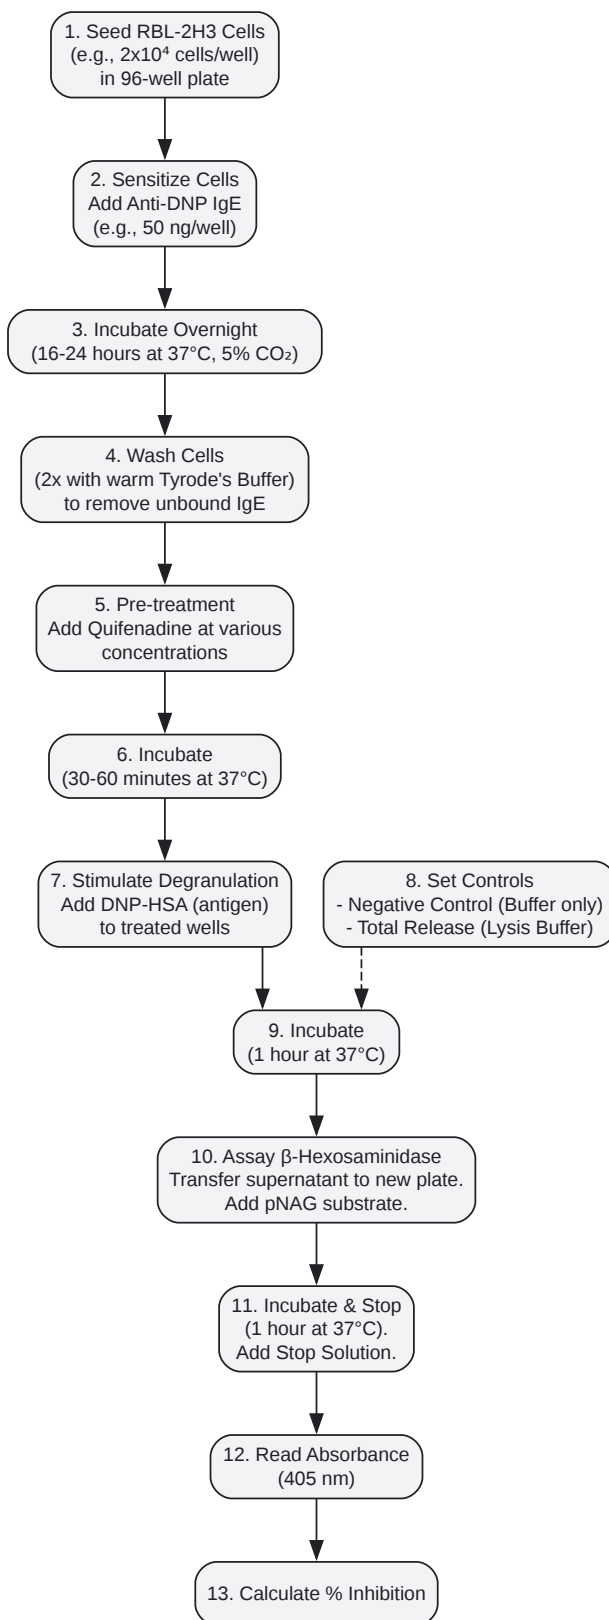 1. Seed RBL-2H3 Cells
(e.g., 2x10⁴ cells/well)
in 96-well plate
2. Sensitize Cells
Add Anti-DNP IgE
(e.g., 50 ng/well)
3. Incubate Overnight
(16-24 hours at 37°C, 5% CO₂)
4. Wash Cells
(2x with warm Tyrode's Buffer)
to remove unbound IgE
5. Pre-treatment
Add Quifenadine at various
concentrations
6. Incubate
(30-60 minutes at 37°C)
7. Stimulate Degranulation
Add DNP-HSA (antigen)
to treated wells
8. Set Controls
- Negative Control (Buffer only)
- Total Release (Lysis Buffer)
9. Incubate
(1 hour at 37°C)
10. Assay β-Hexosaminidase
Transfer supernatant to new plate.
Add pNAG substrate.
11. Incubate & Stop
(1 hour at 37°C).
Add Stop Solution.
12. Read Absorbance
(405 nm)
13. Calculate % Inhibition